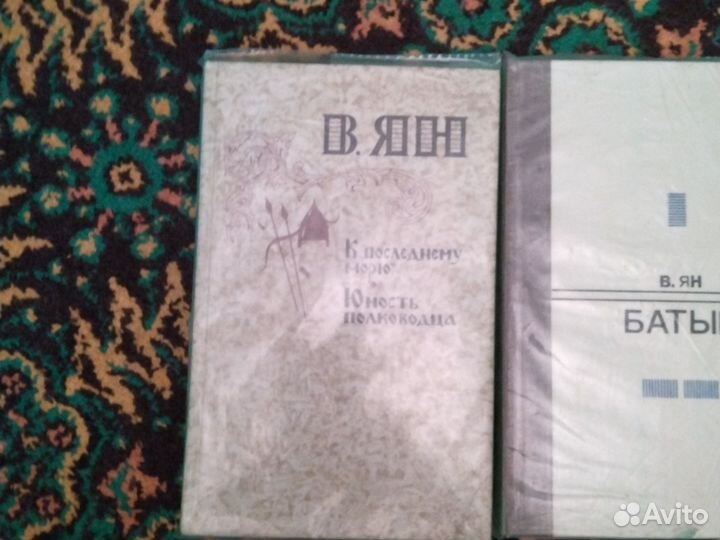 В. ЯН
К последнему
морю
Юность
полководца
В. ЯН
БАТЫ
Avito